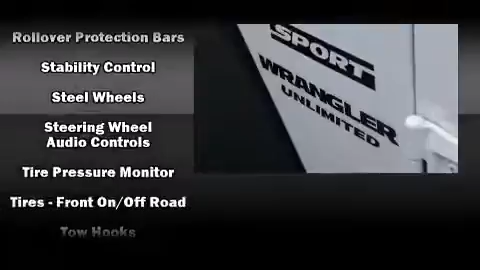 Rollover Protection Bars
Stability Control
Steel Wheels
Steering Wheel
Audio Controls
Tire Pressure Monitor
Tires - Front On/Off Road
Tow Hooks
SPORT
WRANGLER
UNLIMITED